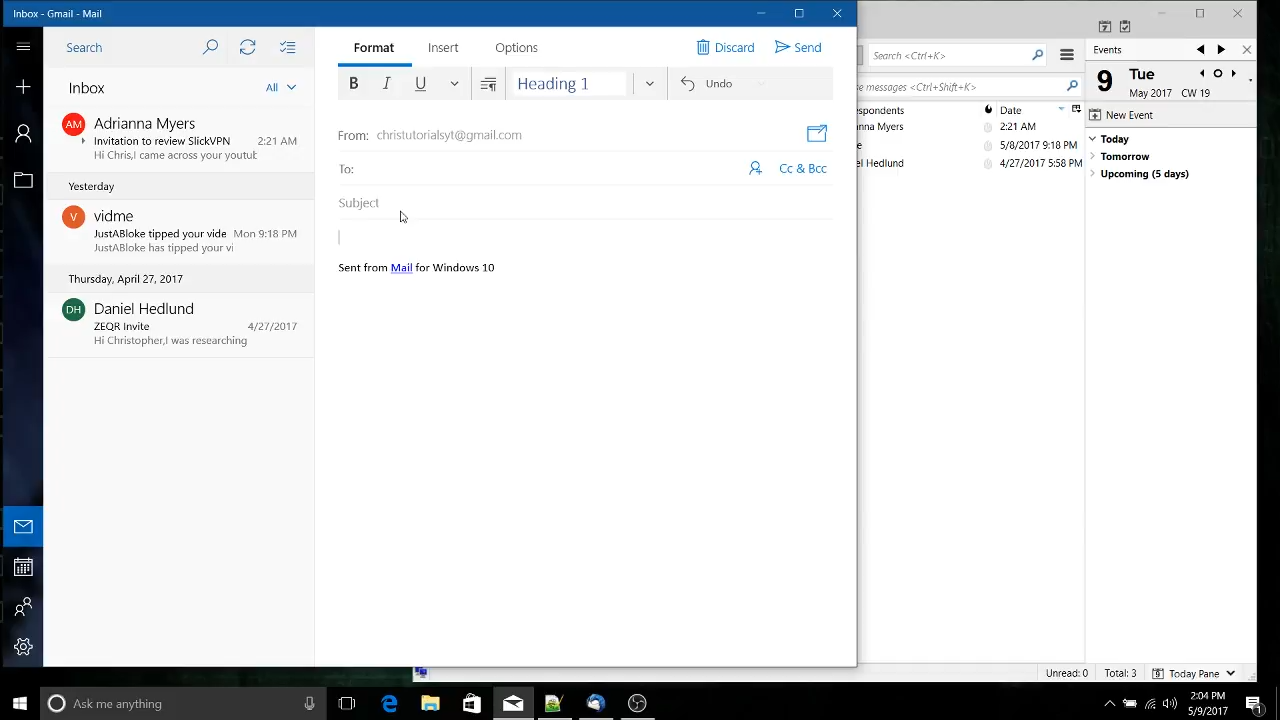 Inbox - Gmail - Mail
Search
Inbox
All
AM
Adrianna Myers
Invitation to review SlickVPN
2:21 AM
Hi Chris,I came across your youtub
Yesterday
V
vidme
JustABloke tipped your vide
Mon 9:18 PM
JustABloke has tipped your vi
Thursday, April 27, 2017
DH
Daniel Hedlund
ZEQR Invite
4/27/2017
Hi Christopher,I was researching
Format
Insert
Options
Discard
Send
B
I
U
Heading 1
Undo
From: christutorialsyt@gmail.com
To:
Cc & Bcc
Subject
Sent from Mail for Windows 10
Search <Ctrl+K>
se messages <Ctrl+Shift+K>
pondents
Date
nna Myers
2:21 AM
e
5/8/2017 9:18 PM
el Hedlund
4/27/2017 5:58 PM
Events
9
Tue
May 2017
CW 19
New Event
Today
Tomorrow
Upcoming (5 days)
Unread: 0
Total: 3
Today Pane
Ask me anything
2:04 PM
5/9/2017
1